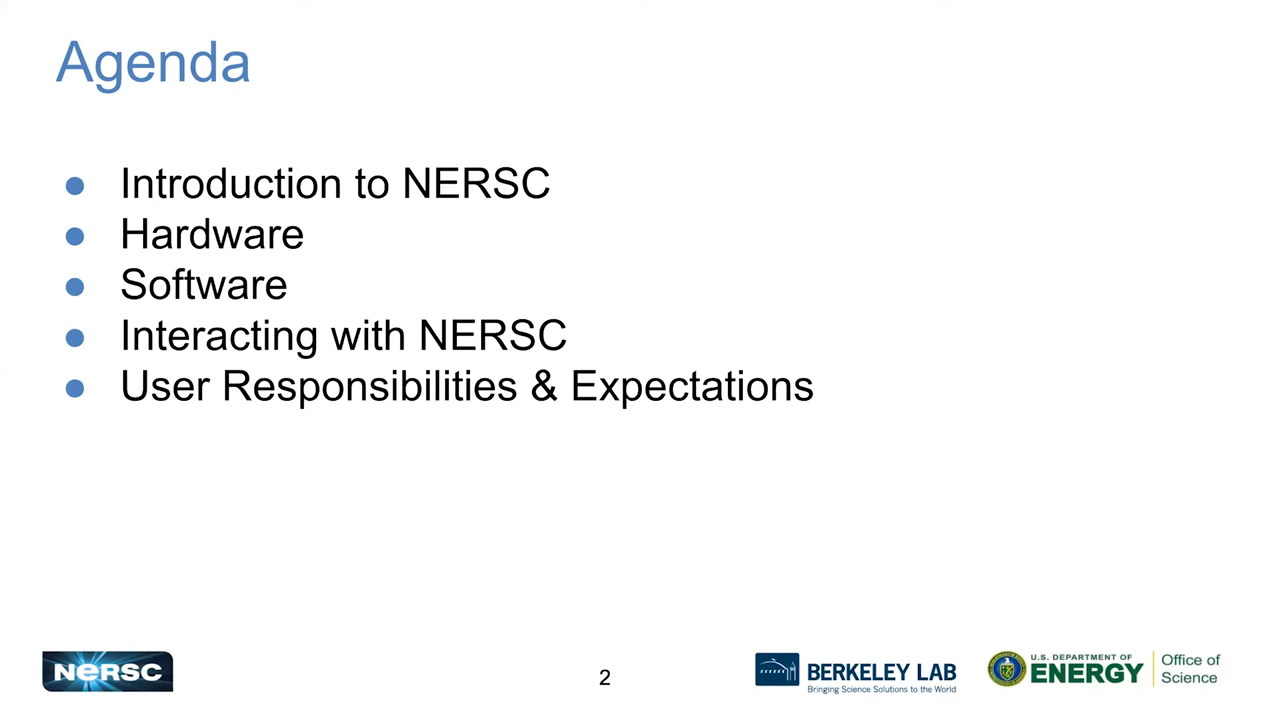 Agenda
● Introduction to NERSC
● Hardware
● Software
● Interacting with NERSC
● User Responsibilities & Expectations
NERSC
2
BERKELEY LAB
Bringing Science Solutions to the World
U.S. DEPARTMENT OF
ENERGY
Office of
Science